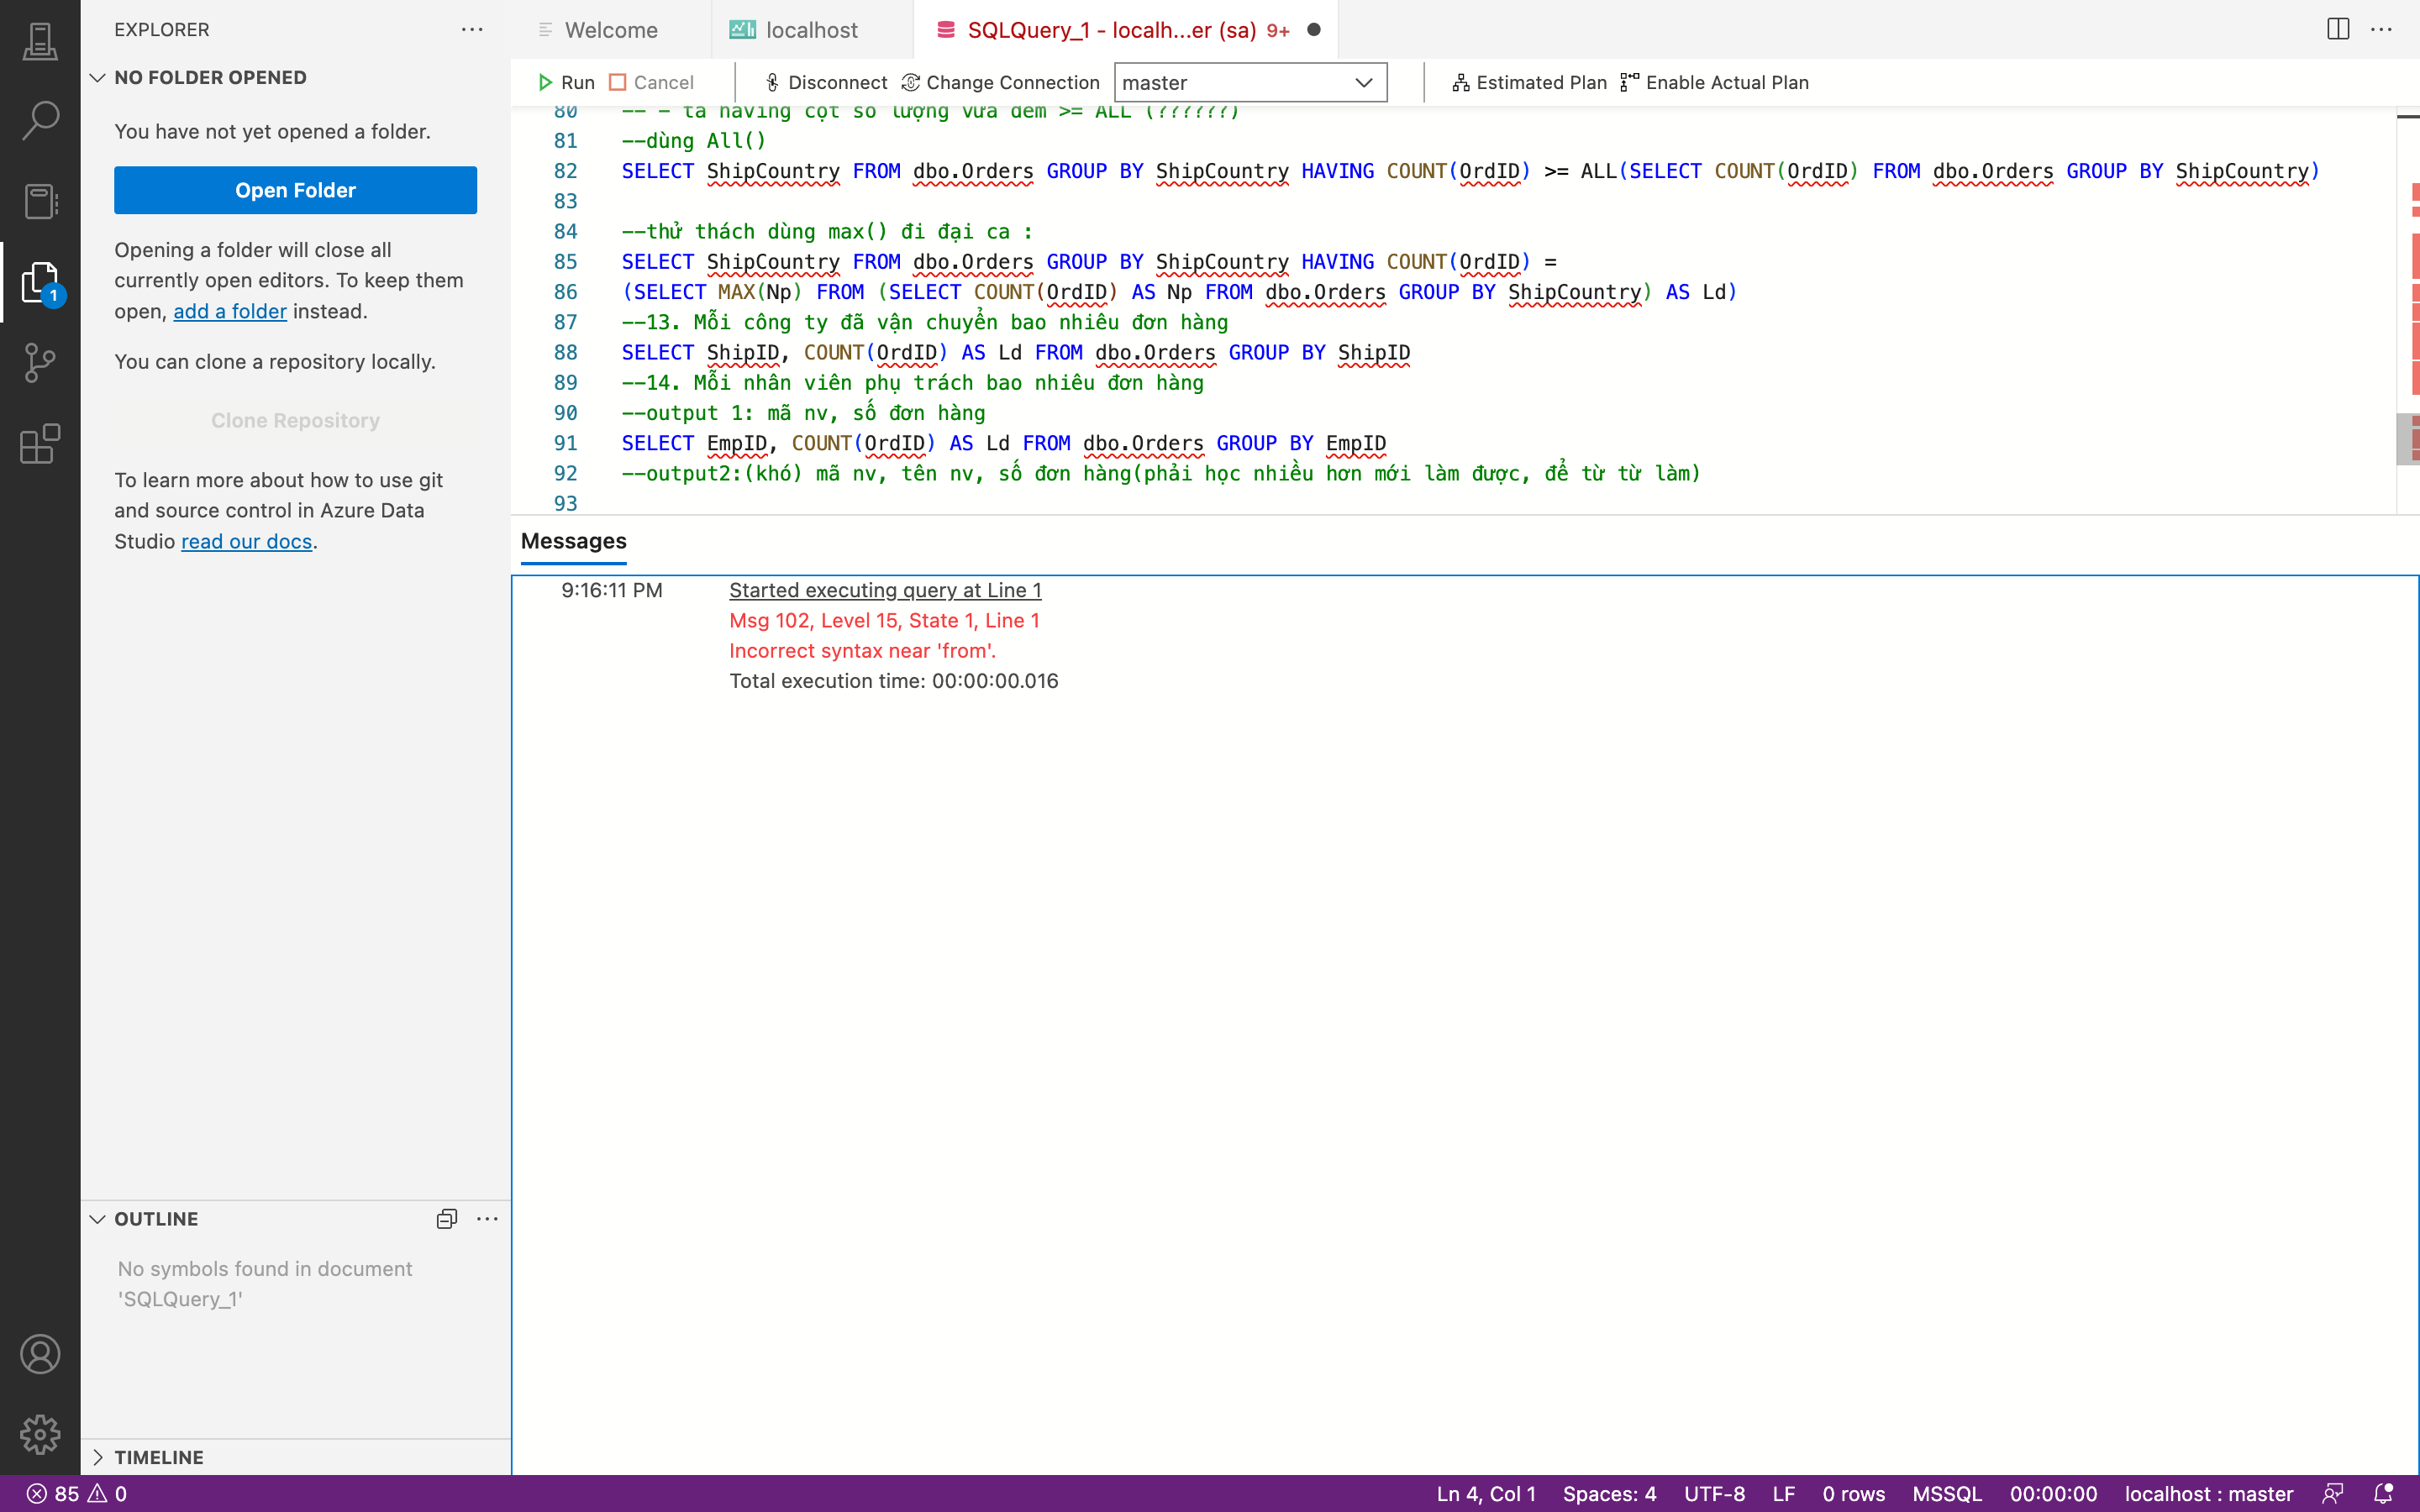 EXPLORER
NO FOLDER OPENED
You have not yet opened a folder.
Open Folder
Opening a folder will close all
currently open editors. To keep them
open, add a folder instead.
You can clone a repository locally.
Clone Repository
To learn more about how to use git
and source control in Azure Data
Studio read our docs.
1
OUTLINE
No symbols found in document
'SQLQuery_1'
TIMELINE
Welcome
localhost
SQLQuery_1 - localh...er (sa) 9+
Run Cancel Disconnect Change Connection master Estimated Plan Enable Actual Plan
80 -- - ta having cột số lượng vừa đếm >= ALL (??????)
81 --dùng All()
82 SELECT ShipCountry FROM dbo.Orders GROUP BY ShipCountry HAVING COUNT(OrdID) >= ALL(SELECT COUNT(OrdID) FROM dbo.Orders GROUP BY ShipCountry)
83
84 --thử thách dùng max() đi đại ca :
85 SELECT ShipCountry FROM dbo.Orders GROUP BY ShipCountry HAVING COUNT(OrdID) =
86 (SELECT MAX(Np) FROM (SELECT COUNT(OrdID) AS Np FROM dbo.Orders GROUP BY ShipCountry) AS Ld)
87 --13. Mỗi công ty đã vận chuyển bao nhiêu đơn hàng
88 SELECT ShipID, COUNT(OrdID) AS Ld FROM dbo.Orders GROUP BY ShipID
89 --14. Mỗi nhân viên phụ trách bao nhiêu đơn hàng
90 --output 1: mã nv, số đơn hàng
91 SELECT EmpID, COUNT(OrdID) AS Ld FROM dbo.Orders GROUP BY EmpID
92 --output2:(khó) mã nv, tên nv, số đơn hàng(phải học nhiều hơn mới làm được, để từ từ làm)
93
Messages
9:16:11 PM Started executing query at Line 1
Msg 102, Level 15, State 1, Line 1
Incorrect syntax near 'from'.
Total execution time: 00:00:00.016
85 0
Ln 4, Col 1 Spaces: 4 UTF-8 LF 0 rows MSSQL 00:00:00 localhost : master